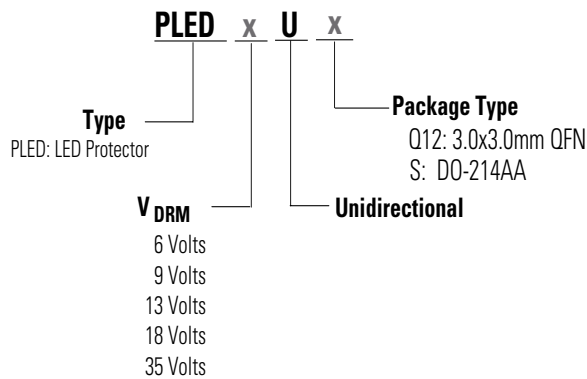 PLED x U x
Type
PLED: LED Protector
Package Type
Q12: 3.0x3.0mm QFN
S: DO-214AA
V DRM
6 Volts
9 Volts
13 Volts
18 Volts
35 Volts
Unidirectional